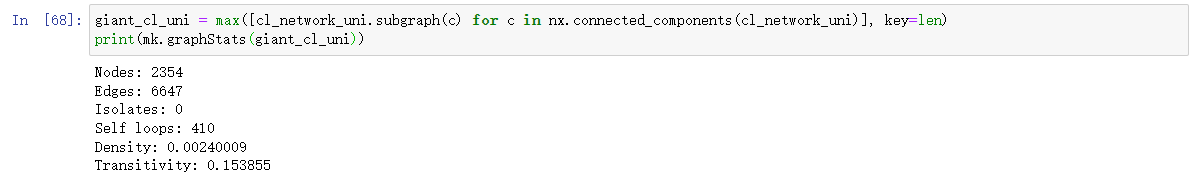 In [68]: giant_cl_uni = max([cl_network_uni.subgraph(c) for c in nx.connected_components(cl_network_uni)], key=len)
print(mk.graphStats(giant_cl_uni))
Nodes: 2354
Edges: 6647
Isolates: 0
Self loops: 410
Density: 0.00240009
Transitivity: 0.153855